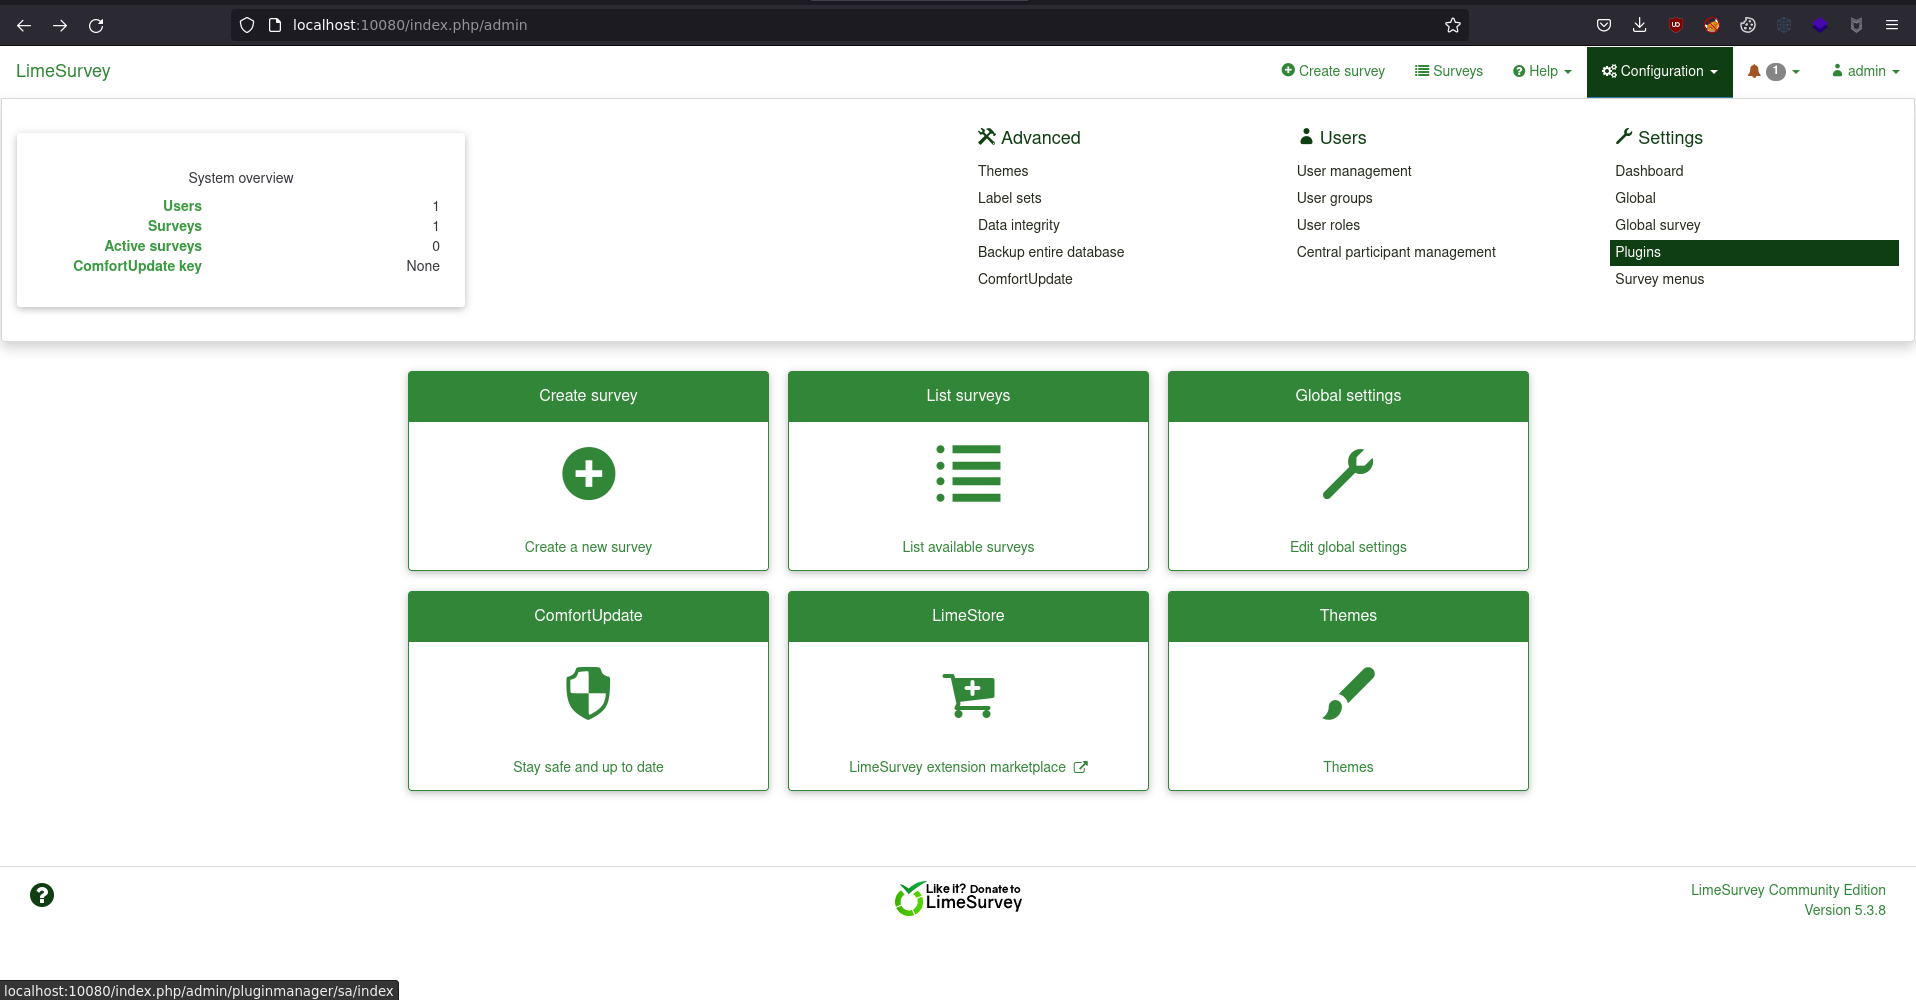 localhost:10080/index.php/admin
LimeSurvey
Create survey
Surveys
Help
Configuration
1
admin
System overview
Users 1
Surveys 1
Active surveys 0
ComfortUpdate key None
Advanced
Themes
Label sets
Data integrity
Backup entire database
ComfortUpdate
Users
User management
User groups
User roles
Central participant management
Settings
Dashboard
Global
Global survey
Plugins
Survey menus
Create survey
Create a new survey
List surveys
List available surveys
Global settings
Edit global settings
ComfortUpdate
Stay safe and up to date
LimeStore
LimeSurvey extension marketplace
Themes
Themes
Like it? Donate to
LimeSurvey
LimeSurvey Community Edition
Version 5.3.8
localhost:10080/index.php/admin/pluginmanager/sa/index